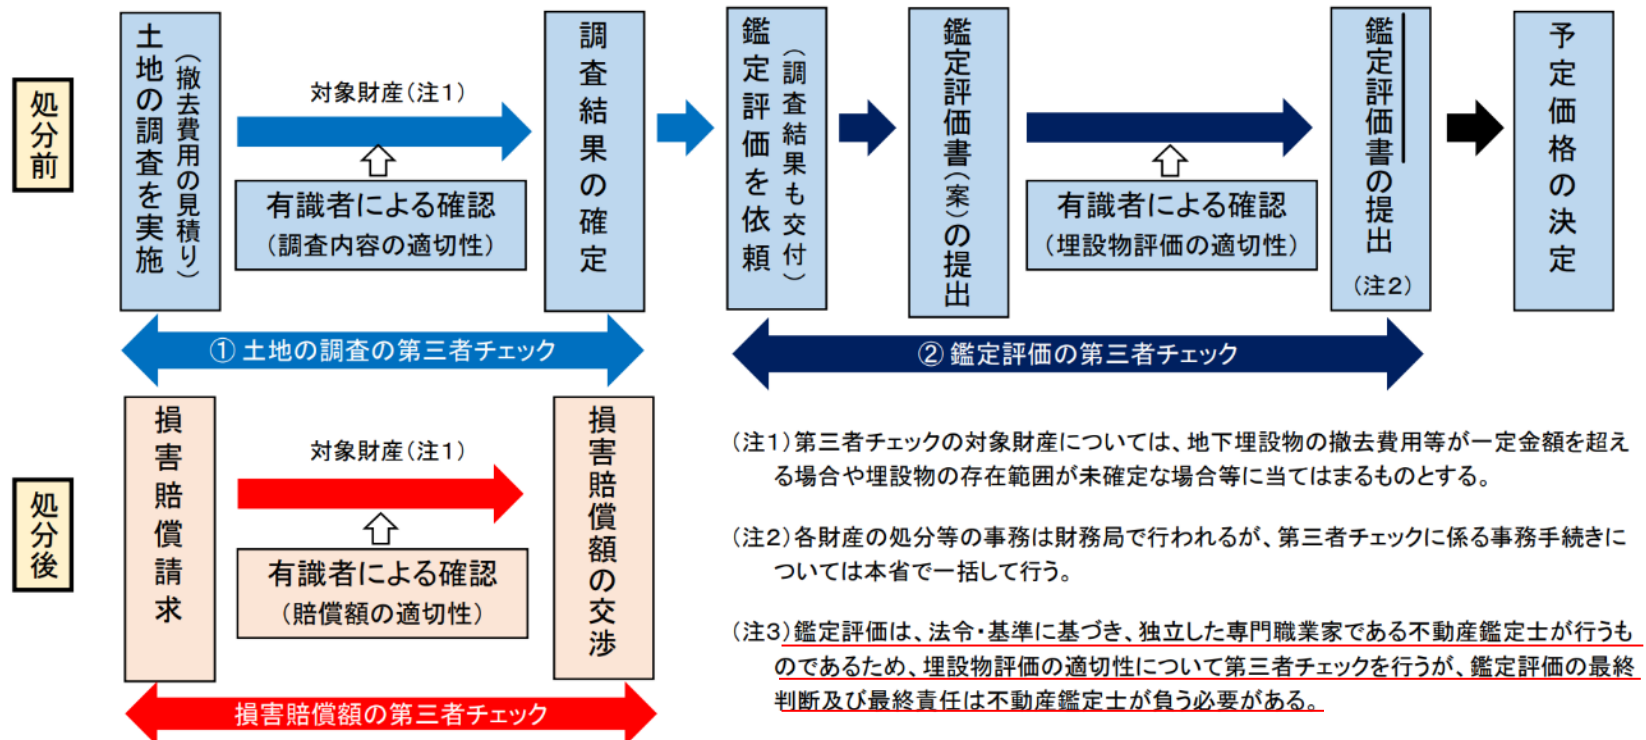 処分前
土地の調査を実施
（撤去費用の見積り）
対象財産（注１）
有識者による確認
（調査内容の適切性）
調査結果の確定
鑑定評価を依頼
（調査結果も交付）
鑑定評価書（案）の提出
有識者による確認
（埋設物評価の適切性）
鑑定評価書の提出
（注２）
予定価格の決定
① 土地の調査の第三者チェック
② 鑑定評価の第三者チェック
処分後
損害賠償請求
対象財産（注１）
有識者による確認
（賠償額の適切性）
損害賠償額の交渉
損害賠償額の第三者チェック
（注１）第三者チェックの対象財産については、地下埋設物の撤去費用等が一定金額を超え
る場合や埋設物の存在範囲が未確定な場合等に当てはまるものとする。
（注２）各財産の処分等の事務は財務局で行われるが、第三者チェックに係る事務手続きに
ついては本省で一括して行う。
（注３）鑑定評価は、法令・基準に基づき、独立した専門職業家である不動産鑑定士が行うも
のであるため、埋設物評価の適切性について第三者チェックを行うが、鑑定評価の最終
判断及び最終責任は不動産鑑定士が負う必要がある。